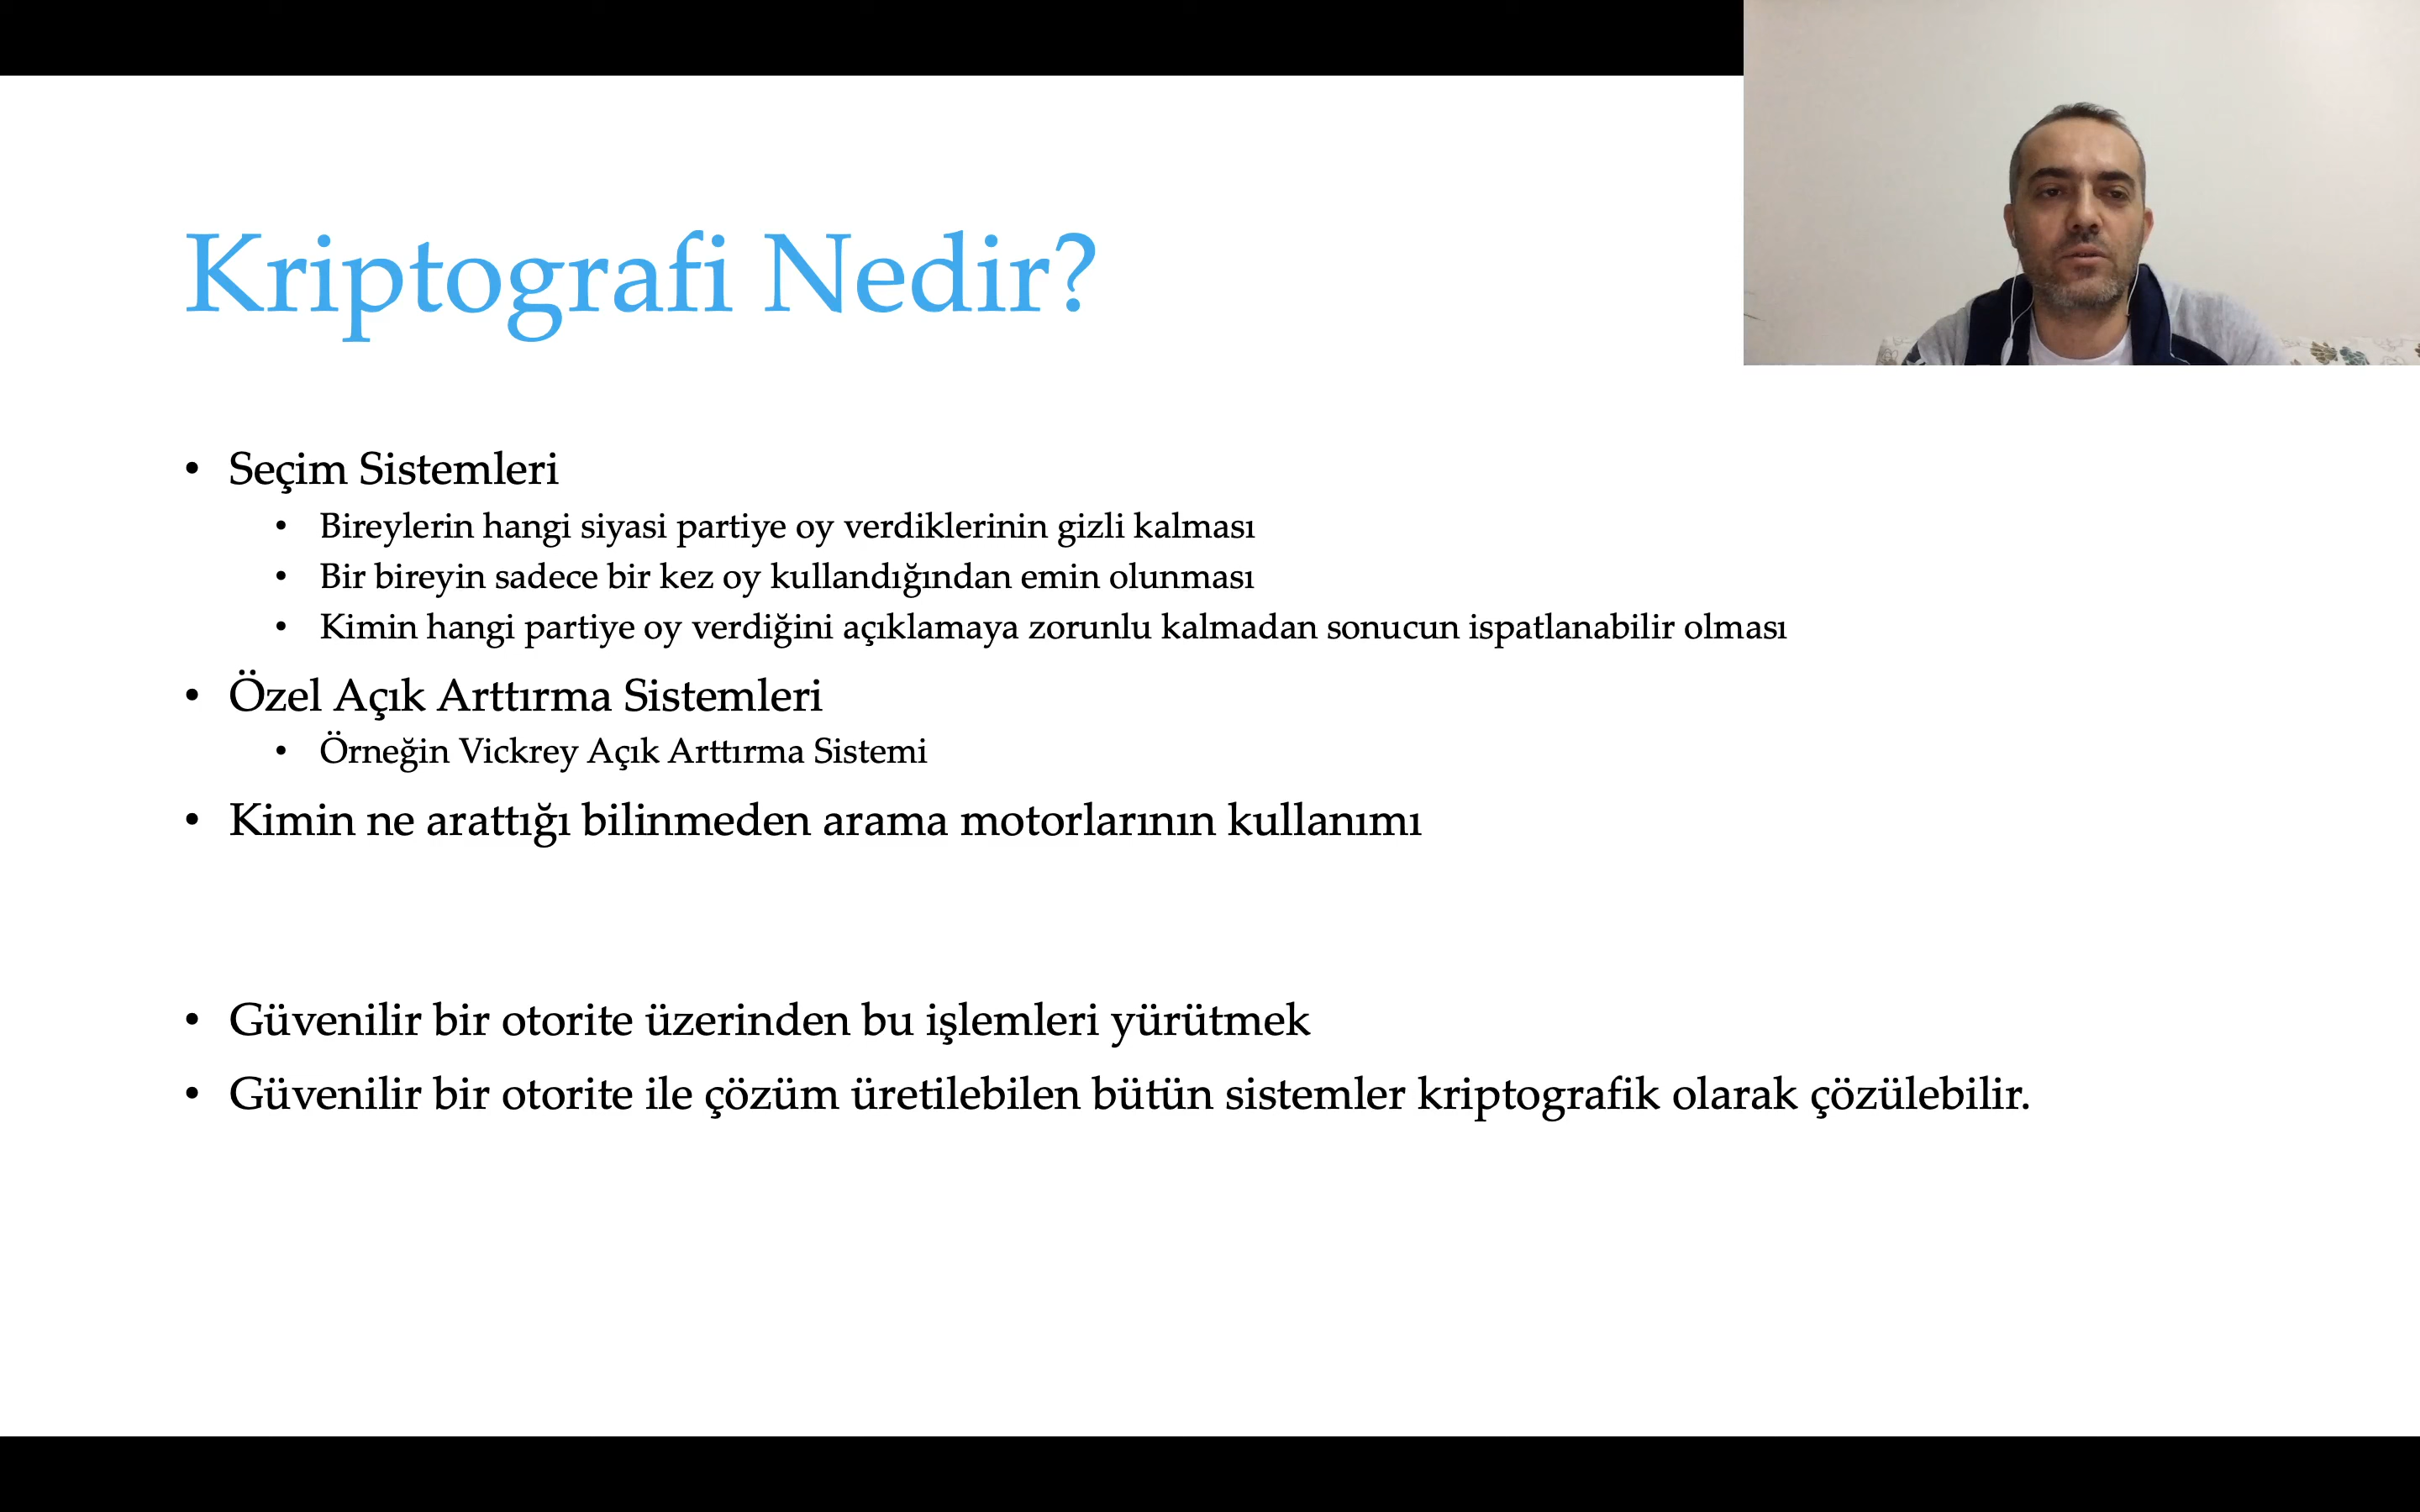 Kriptografi Nedir?
• Seçim Sistemleri
• Bireylerin hangi siyasi partiye oy verdiklerinin gizli kalması
• Bir bireyin sadece bir kez oy kullandığından emin olunması
• Kimin hangi partiye oy verdiğini açıklamaya zorunlu kalmadan sonucun ispatlanabilir olması
• Özel Açık Arttırma Sistemleri
• Örneğin Vickrey Açık Arttırma Sistemi
• Kimin ne arattığı bilinmeden arama motorlarının kullanımı
• Güvenilir bir otorite üzerinden bu işlemleri yürütmek
• Güvenilir bir otorite ile çözüm üretilebilen bütün sistemler kriptografik olarak çözülebilir.